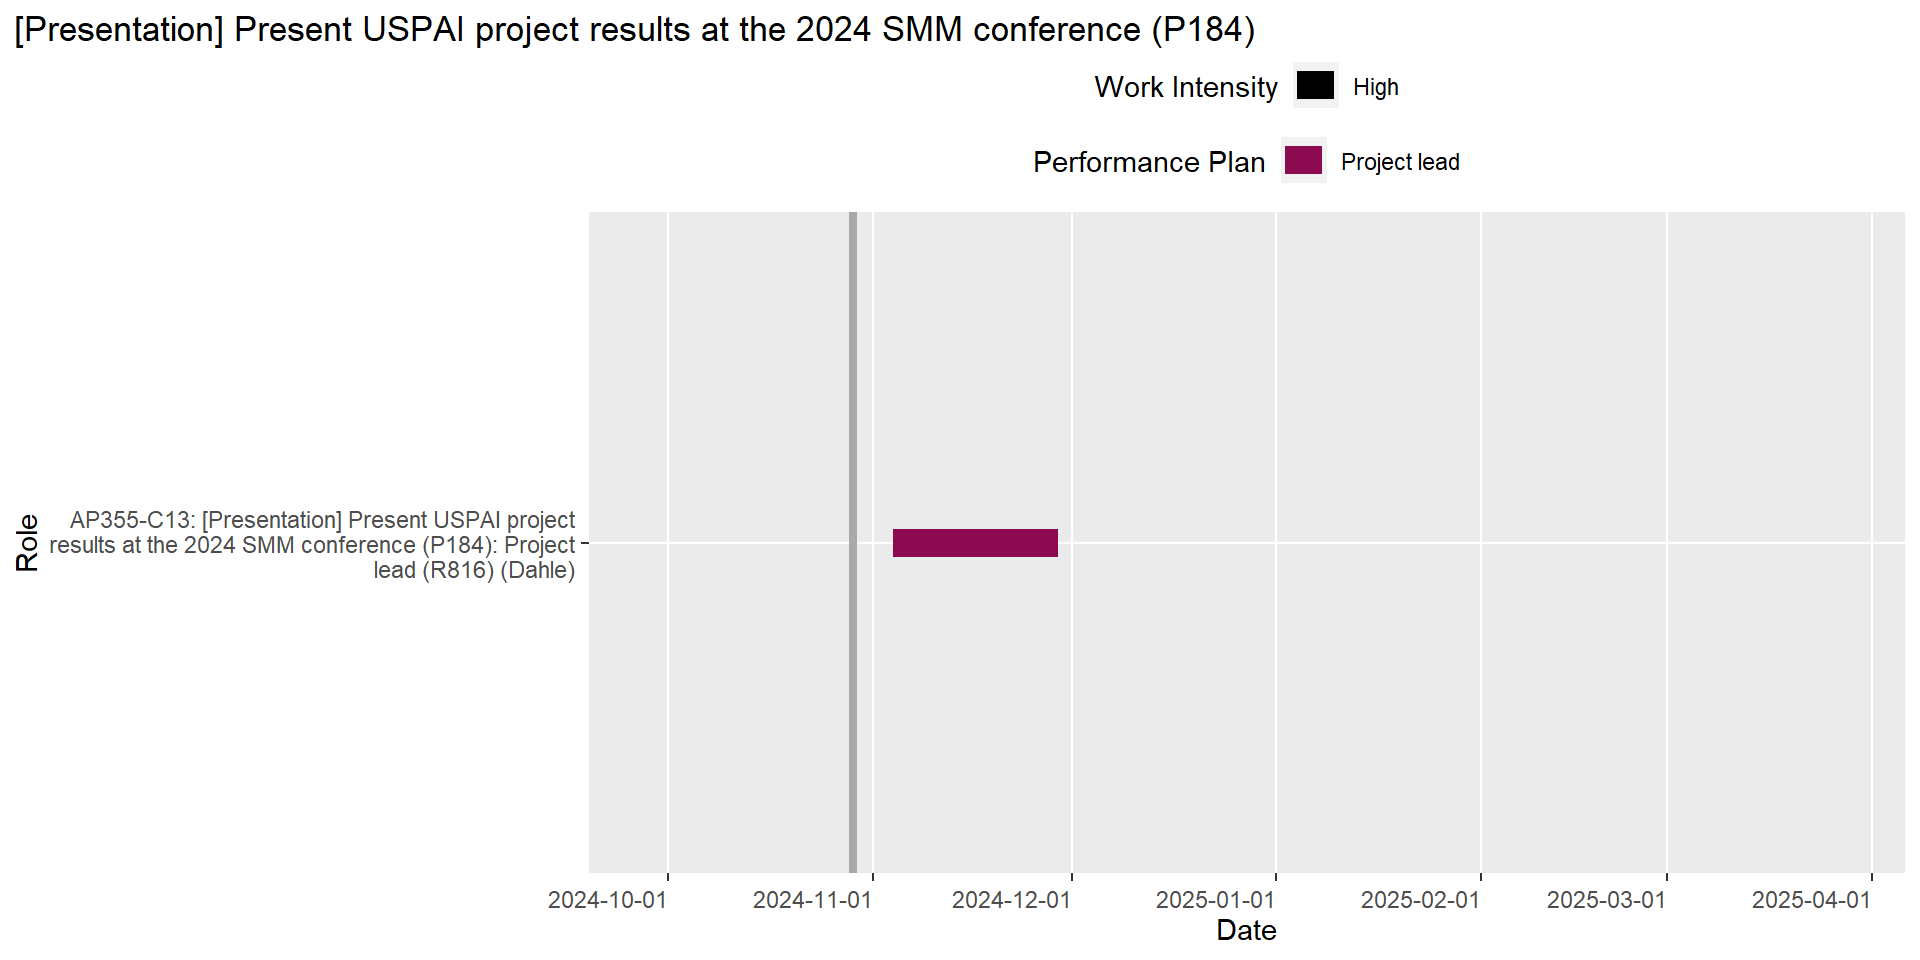 [Presentation] Present USPAI project results at the 2024 SMM conference (P184)
Work Intensity High
Performance Plan Project lead
Role
AP355-C13: [Presentation] Present USPAI project
results at the 2024 SMM conference (P184): Project
lead (R816) (Dahle)
2024-10-01 2024-11-01 2024-12-01 2025-01-01 2025-02-01 2025-03-01 2025-04-01
Date